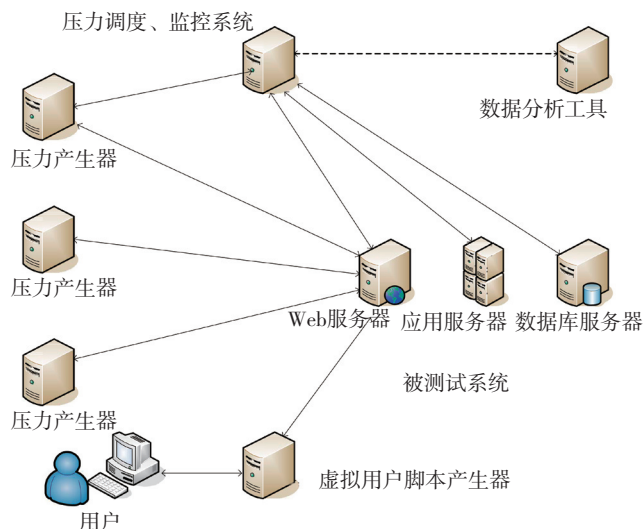 压力调度、监控系统
数据分析工具
压力产生器
压力产生器
Web服务器
应用服务器
数据库服务器
被测试系统
压力产生器
虚拟用户脚本产生器
用户